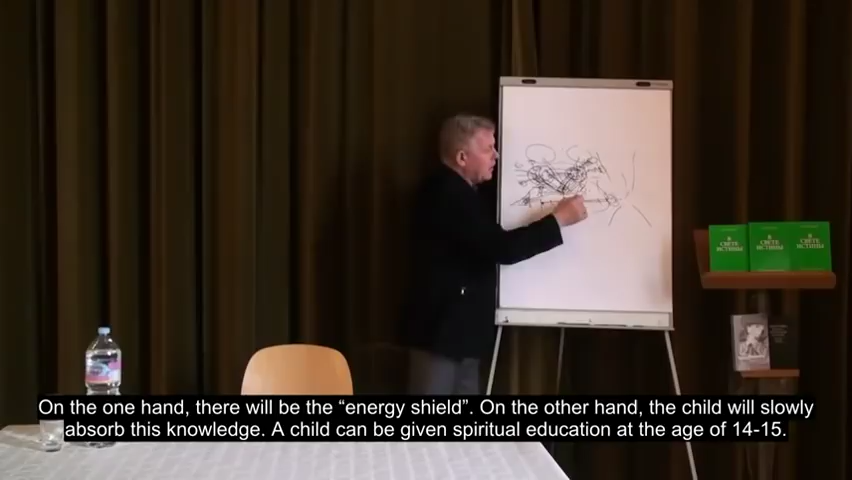 В
СВЕТЕ
ИСТИНЫ
В
СВЕТЕ
ИСТИНЫ
В
СВЕТЕ
ИСТИНЫ
On the one hand, there will be the “energy shield”. On the other hand, the child will slowly
absorb this knowledge. A child can be given spiritual education at the age of 14-15.